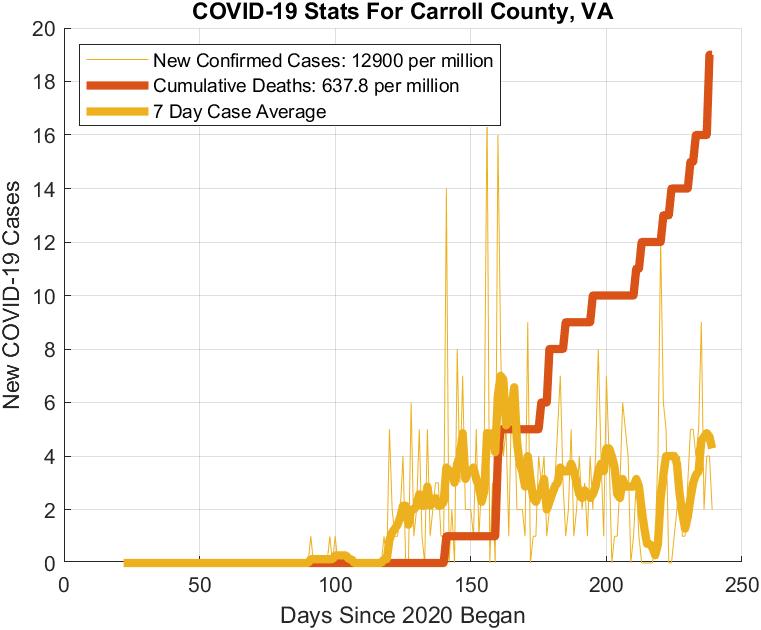 COVID-19 Stats For Carroll County, VA
New Confirmed Cases: 12900 per million
Cumulative Deaths: 637.8 per million
7 Day Case Average
New COVID-19 Cases
20
18
16
14
12
10
8
6
4
2
0
0 50 100 150 200 250
Days Since 2020 Began